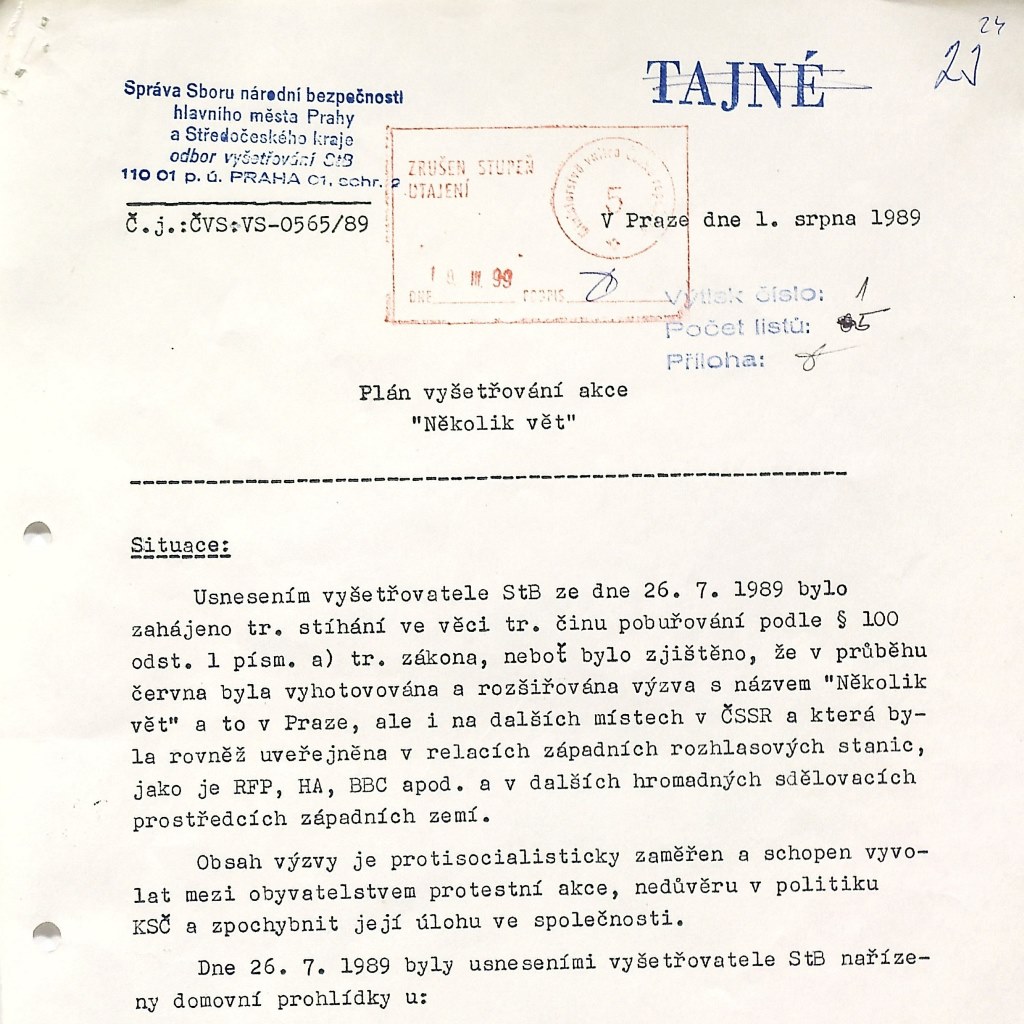 24
23
TAJNÉ
Správa Sboru národní bezpečnosti
hlavního města Prahy
a Středočeského kraje
odbor vyšetřování StB
110 01 p. ú. PRAHA 01, schr. 2
Č.j.:ČVS:VS-0565/89
ZRUŠEN STUPEŇ
UTAJENÍ
5
DNE 18 III. 99 PODPIS
V Praze dne 1. srpna 1989
Výtisk číslo: 1
Počet listů: 5
Příloha:
Plán vyšetřování akce
"Několik vět"
Situace:
Usnesením vyšetřovatele StB ze dne 26. 7. 1989 bylo
zahájeno tr. stíhání ve věci tr. činu pobuřování podle § 100
odst. 1 písm. a) tr. zákona, neboť bylo zjištěno, že v průběhu
června byla vyhotovována a rozšiřována výzva s názvem "Několik
vět" a to v Praze, ale i na dalších místech v ČSSR a která by-
la rovněž uveřejněna v relacích západních rozhlasových stanic,
jako je RFP, HA, BBC apod. a v dalších hromadných sdělovacích
prostředcích západních zemí.
Obsah výzvy je protisocialisticky zaměřen a schopen vyvo-
lat mezi obyvatelstvem protestní akce, nedůvěru v politiku
KSČ a zpochybnit její úlohu ve společnosti.
Dne 26. 7. 1989 byly usneseními vyšetřovatele StB naříze-
ny domovní prohlídky u: